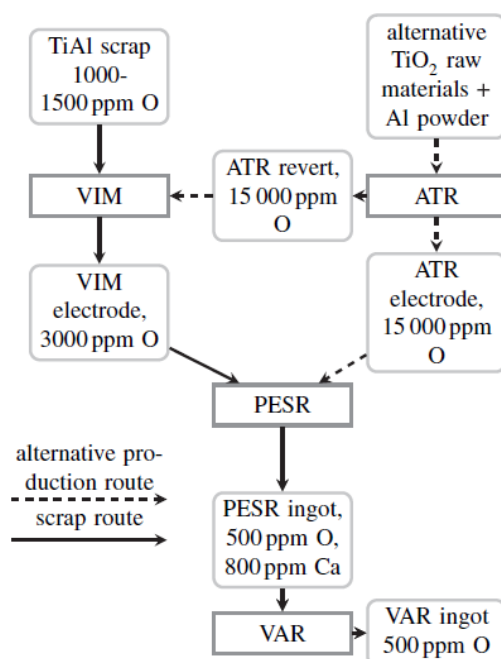 TiAl scrap
1000-
1500 ppm O
alternative
TiO₂ raw
materials +
Al powder
VIM
ATR revert,
15 000 ppm
O
ATR
VIM
electrode,
3000 ppm O
ATR
electrode,
15 000 ppm
O
PESR
alternative pro-
duction route
scrap route
PESR ingot,
500 ppm O,
800 ppm Ca
VAR
VAR ingot
500 ppm O